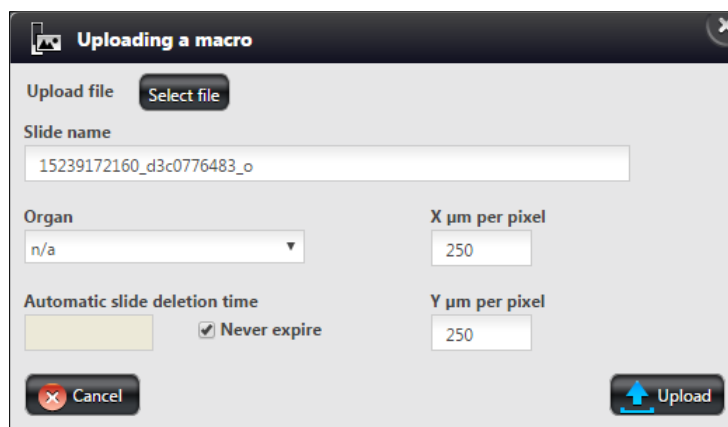 Uploading a macro
Upload file
Select file
Slide name
15239172160_d3c0776483_o
Organ
X µm per pixel
n/a
250
Automatic slide deletion time
Y µm per pixel
Never expire
250
Cancel
Upload